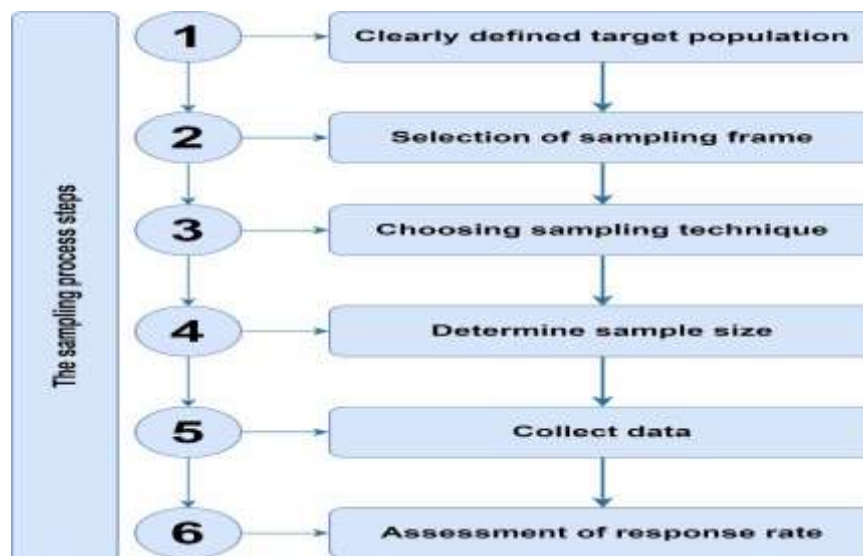 The sampling process steps
1 Clearly defined target population
2 Selection of sampling frame
3 Choosing sampling technique
4 Determine sample size
5 Collect data
6 Assessment of response rate